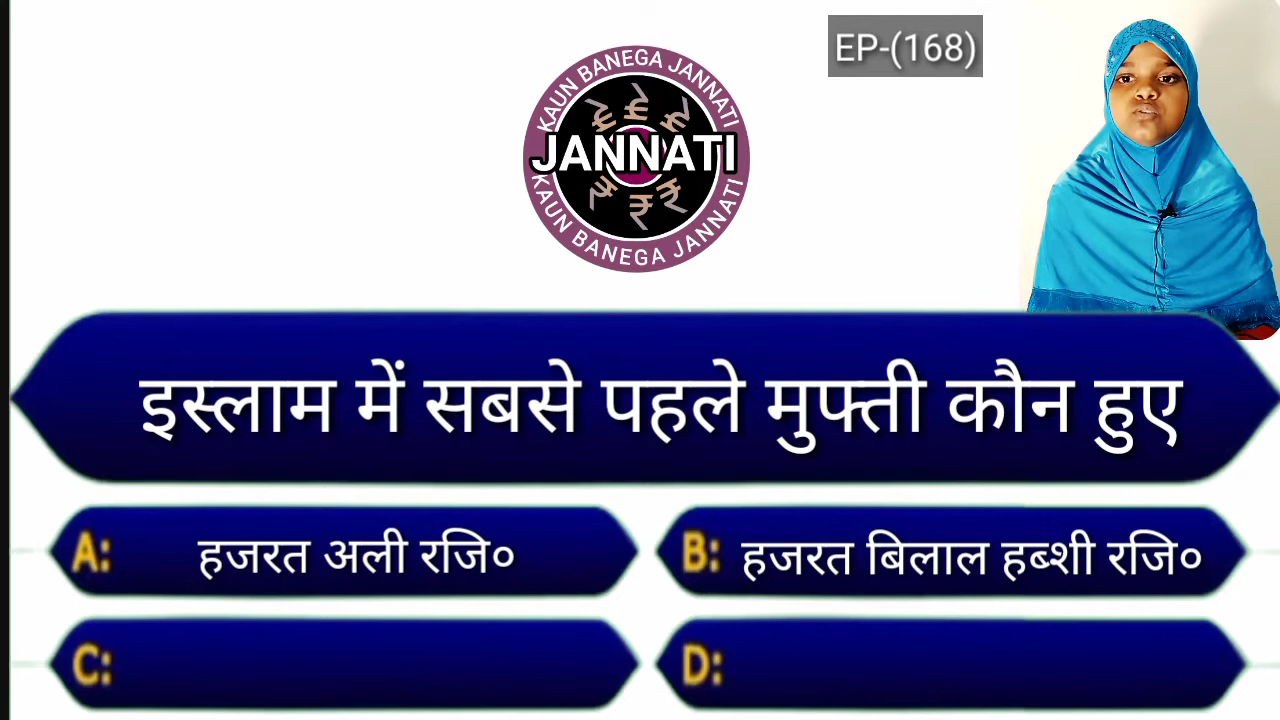 EP-(168)
KAUN BANEGA JANNATI
JANNATI
KAUN BANEGA JANNATI
इस्लाम में सबसे पहले मुफ्ती कौन हुए
A: हजरत अली रजि०
B: हजरत बिलाल हब्शी रजि०
C:
D: